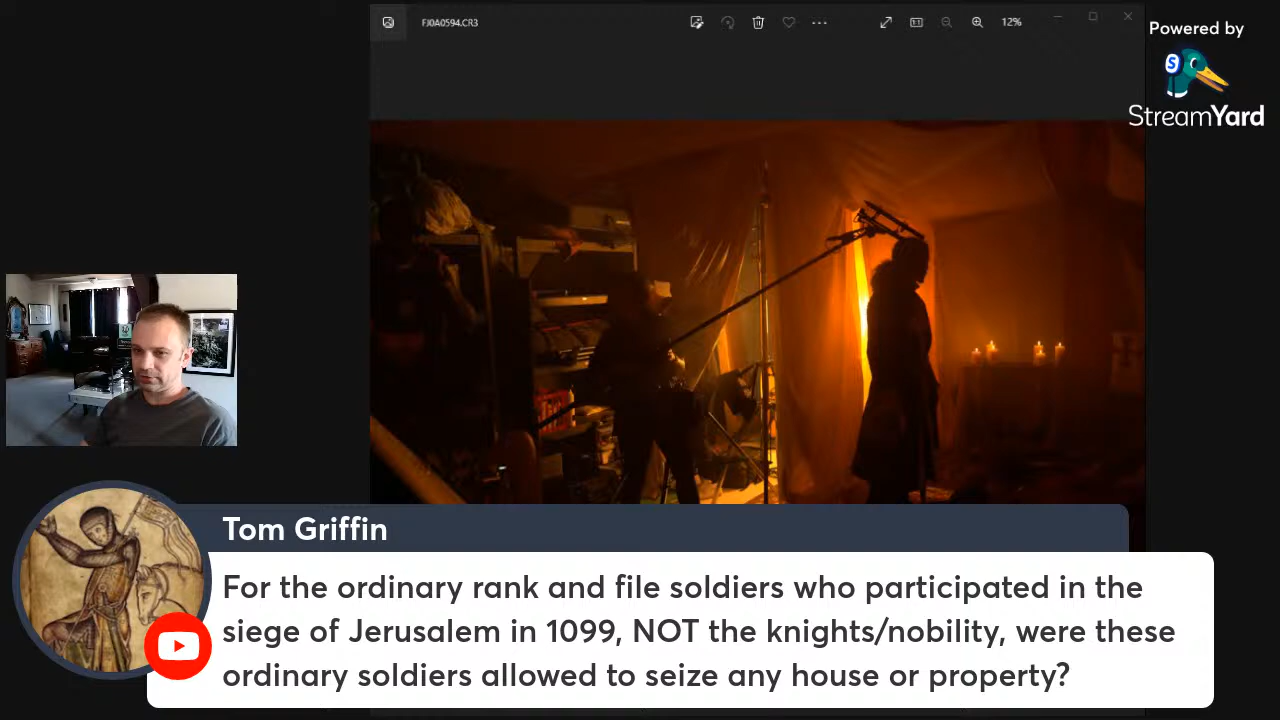 FJ0A0594.CR3
12%
Powered by
StreamYard
Tom Griffin
For the ordinary rank and file soldiers who participated in the
siege of Jerusalem in 1099, NOT the knights/nobility, were these
ordinary soldiers allowed to seize any house or property?